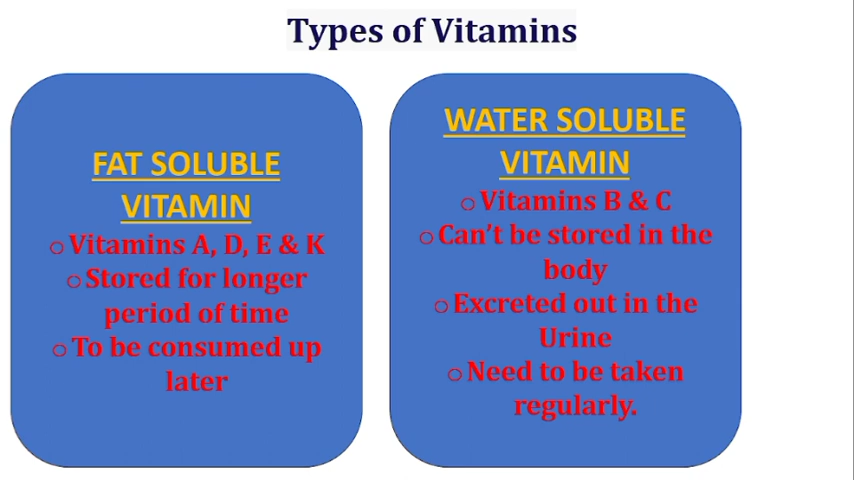 Types of Vitamins
FAT SOLUBLE
VITAMIN
o Vitamins A, D, E & K
o Stored for longer
period of time
o To be consumed up
later
WATER SOLUBLE
VITAMIN
o Vitamins B & C
o Can’t be stored in the
body
o Excreted out in the
Urine
o Need to be taken
regularly.